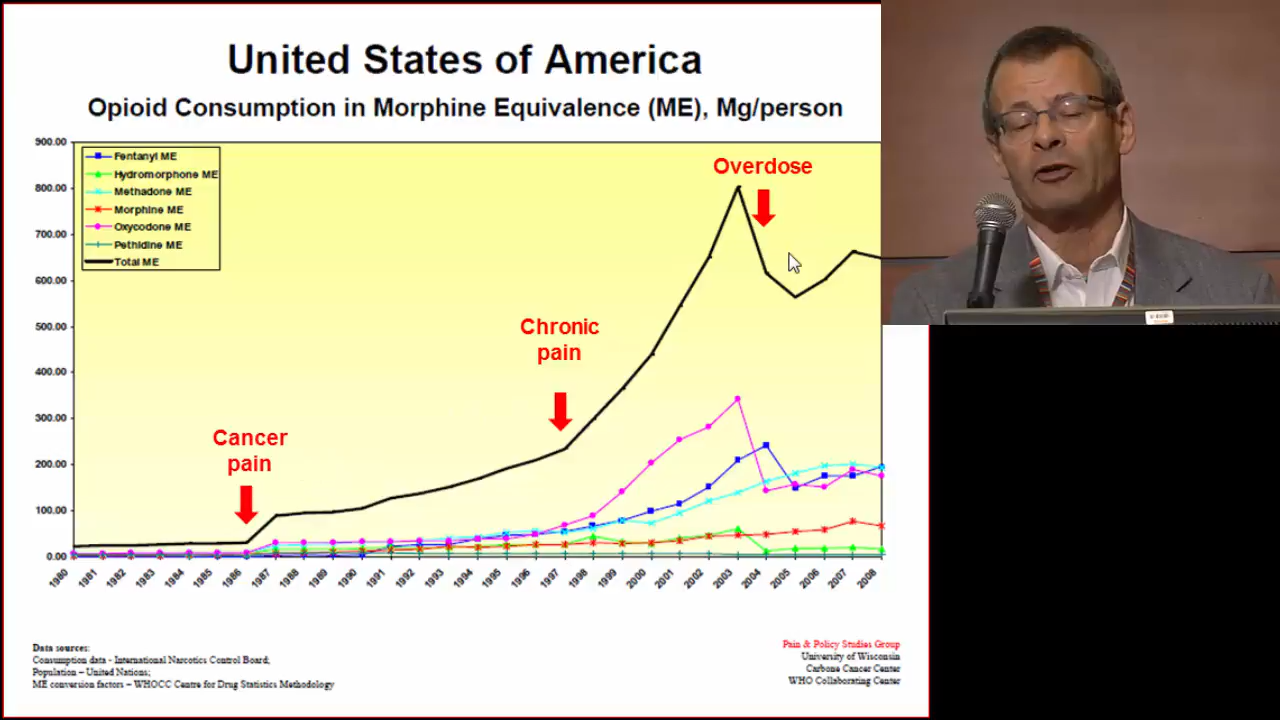 United States of America
Opioid Consumption in Morphine Equivalence (ME), Mg/person
900.00
800.00
700.00
600.00
500.00
400.00
300.00
200.00
100.00
0.00
Fentanyl ME
Hydromorphone ME
Methadone ME
Morphine ME
Oxycodone ME
Pethidine ME
Total ME
Cancer
pain
Chronic
pain
Overdose
1980
1981
1982
1983
1984
1985
1986
1987
1988
1989
1990
1991
1992
1993
1994
1995
1996
1997
1998
1999
2000
2001
2002
2003
2004
2005
2006
2007
2008
Data sources:
Consumption data - International Narcotics Control Board;
Population – United Nations;
ME conversion factors – WHOCC Centre for Drug Statistics Methodology
Pain & Policy Studies Group
University of Wisconsin
Carbone Cancer Center
WHO Collaborating Center